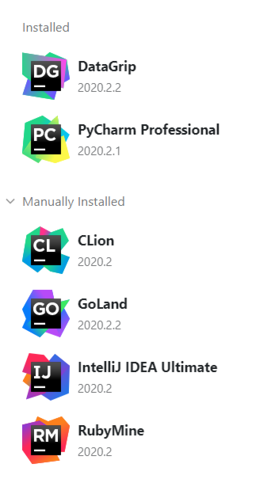 Installed
DG
DataGrip
2020.2.2
PC
PyCharm Professional
2020.2.1
Manually Installed
CL
CLion
2020.2
GO
GoLand
2020.2.2
IJ
IntelliJ IDEA Ultimate
2020.2
RM
RubyMine
2020.2